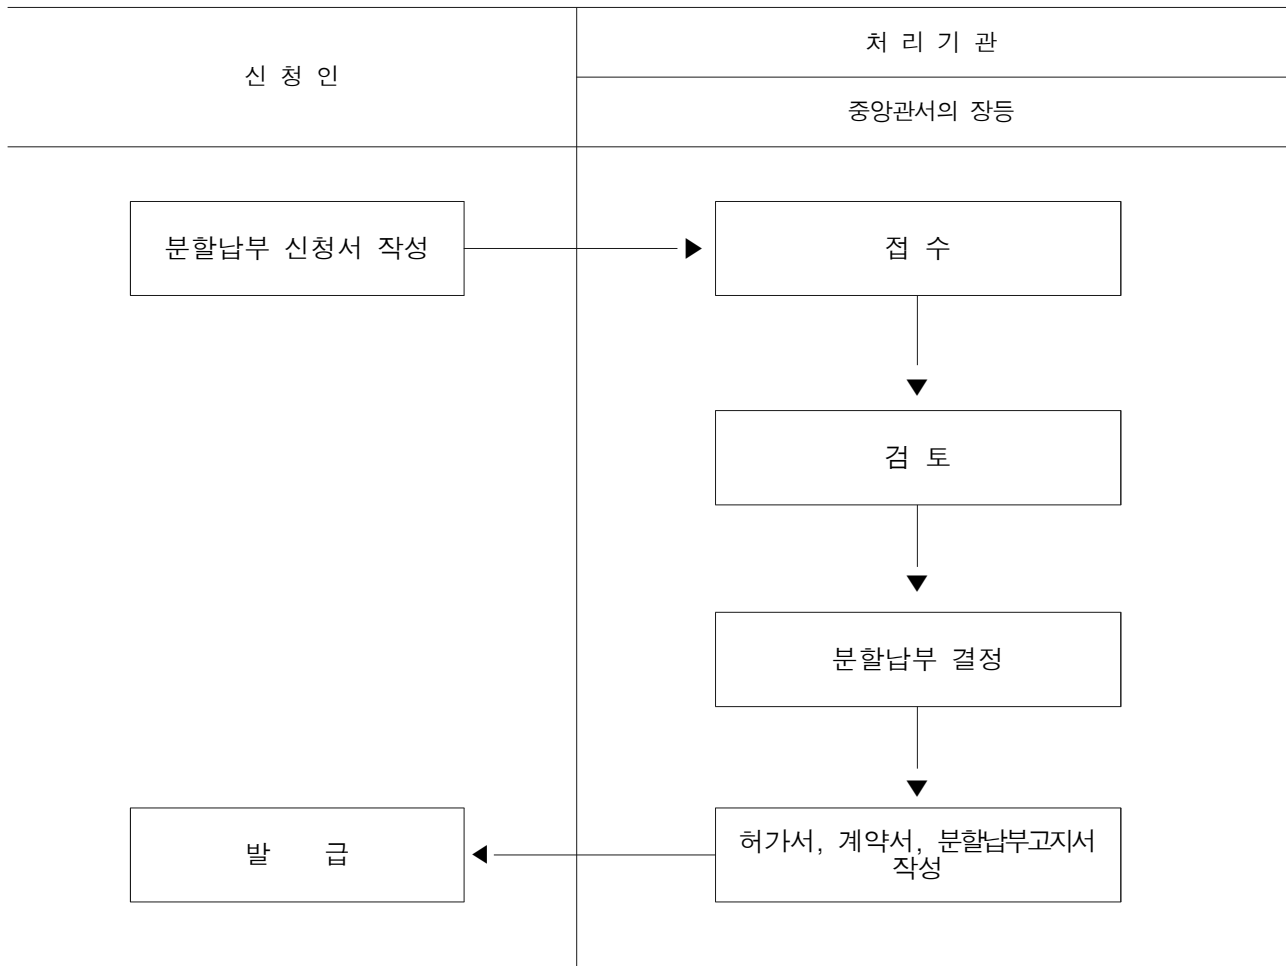 신 청 인
처 리 기 관
중앙관서의 장등
분할납부 신청서 작성
접 수
검 토
분할납부 결정
허가서, 계약서, 분할납부고지서
작성
발 급